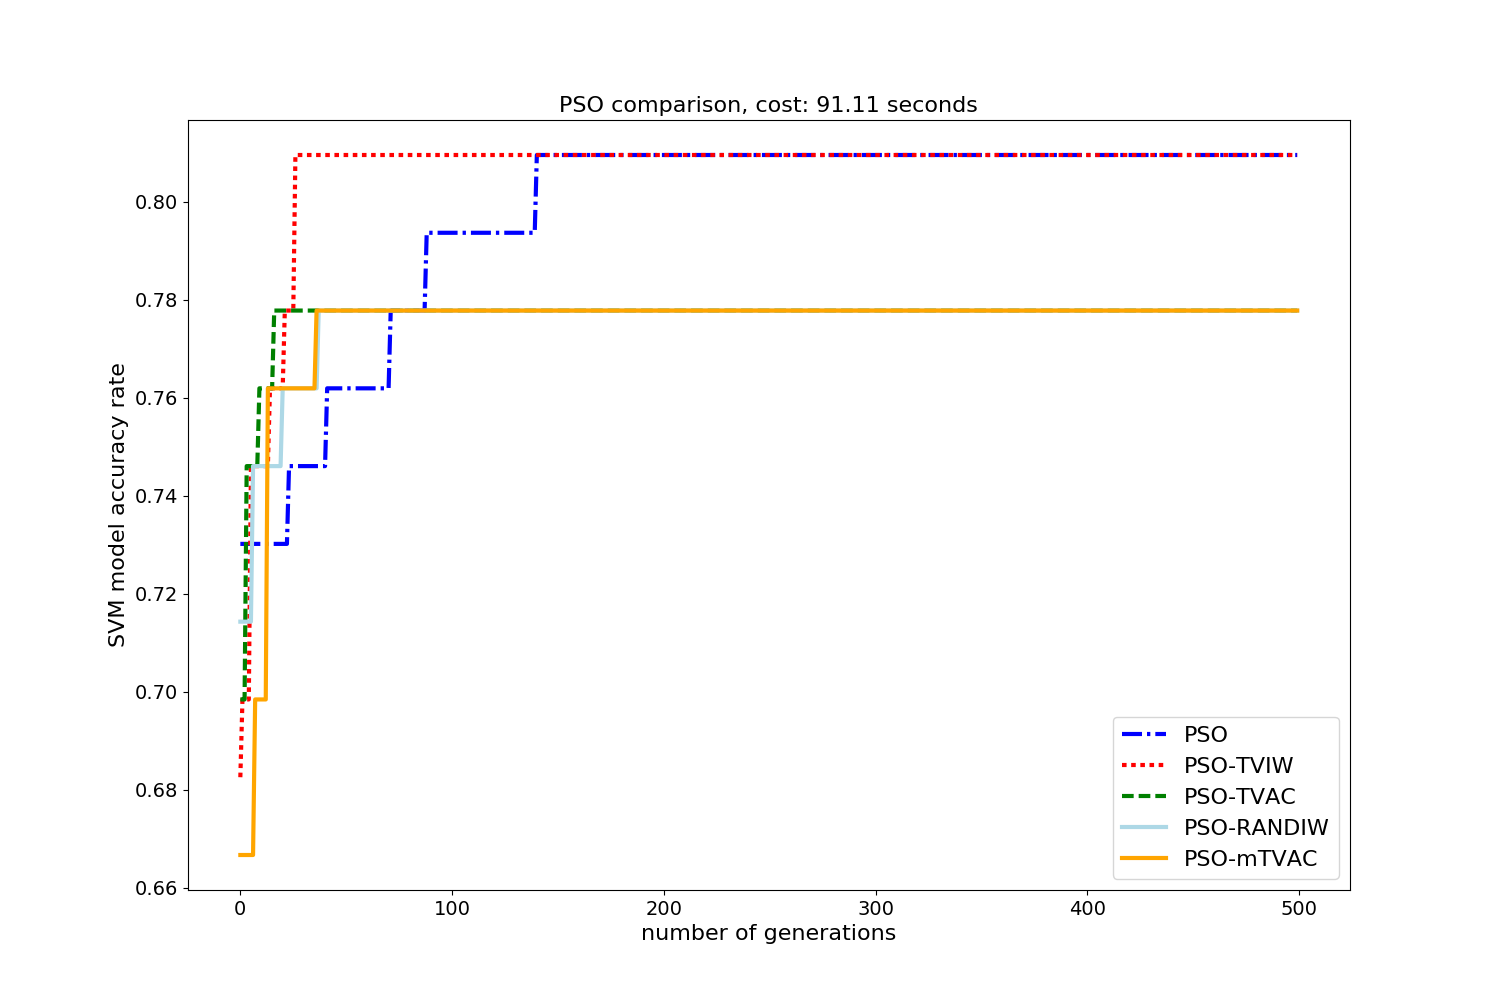 PSO comparison, cost: 91.11 seconds
SVM model accuracy rate
0.80
0.78
0.76
0.74
0.72
0.70
0.68
0.66
0 100 200 300 400 500
number of generations
PSO
PSO-TVIW
PSO-TVAC
PSO-RANDIW
PSO-mTVAC